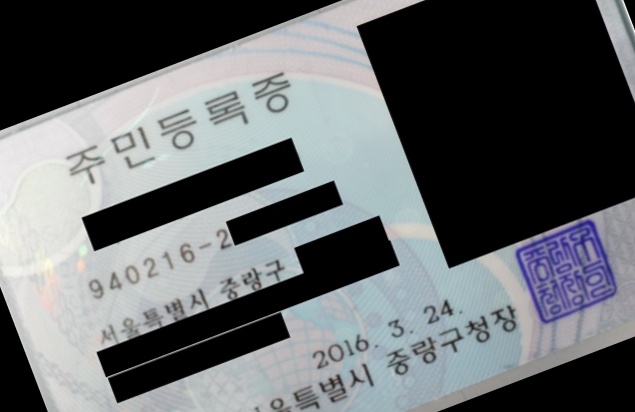 주민등록증
940216-2
서울특별시 중랑구
2016. 3. 24.
서울특별시 중랑구청장